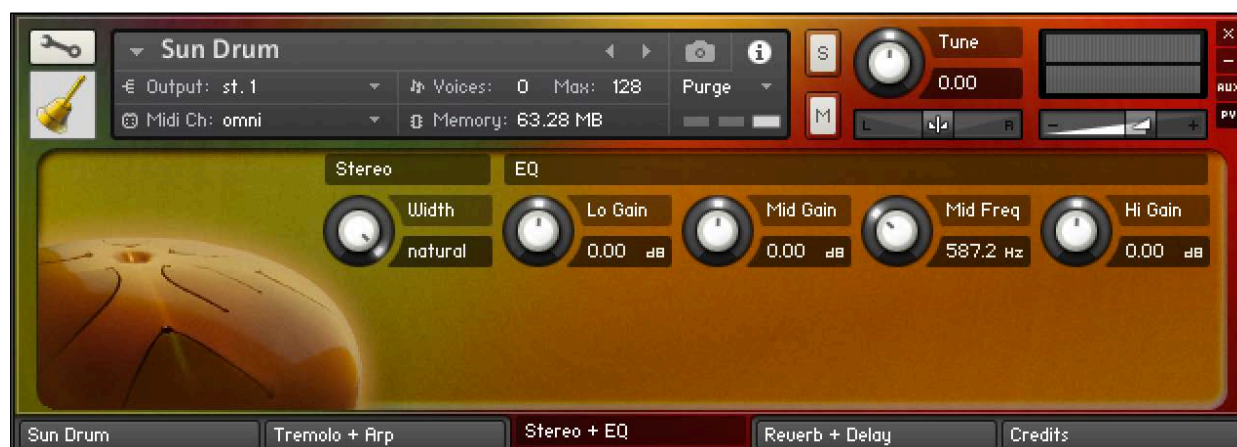 Sun Drum
S
Tune
X
Output: st. 1
Voices: 0 Max: 128
Purge
0.00
AUX
Midi Ch: omni
Memory: 63.28 MB
M
L
R
PV
Stereo
EQ
Width
Lo Gain
Mid Gain
Mid Freq
Hi Gain
natural
0.00 dB
0.00 dB
587.2 Hz
0.00 dB
Sun Drum
Tremolo + Arp
Stereo + EQ
Reverb + Delay
Credits